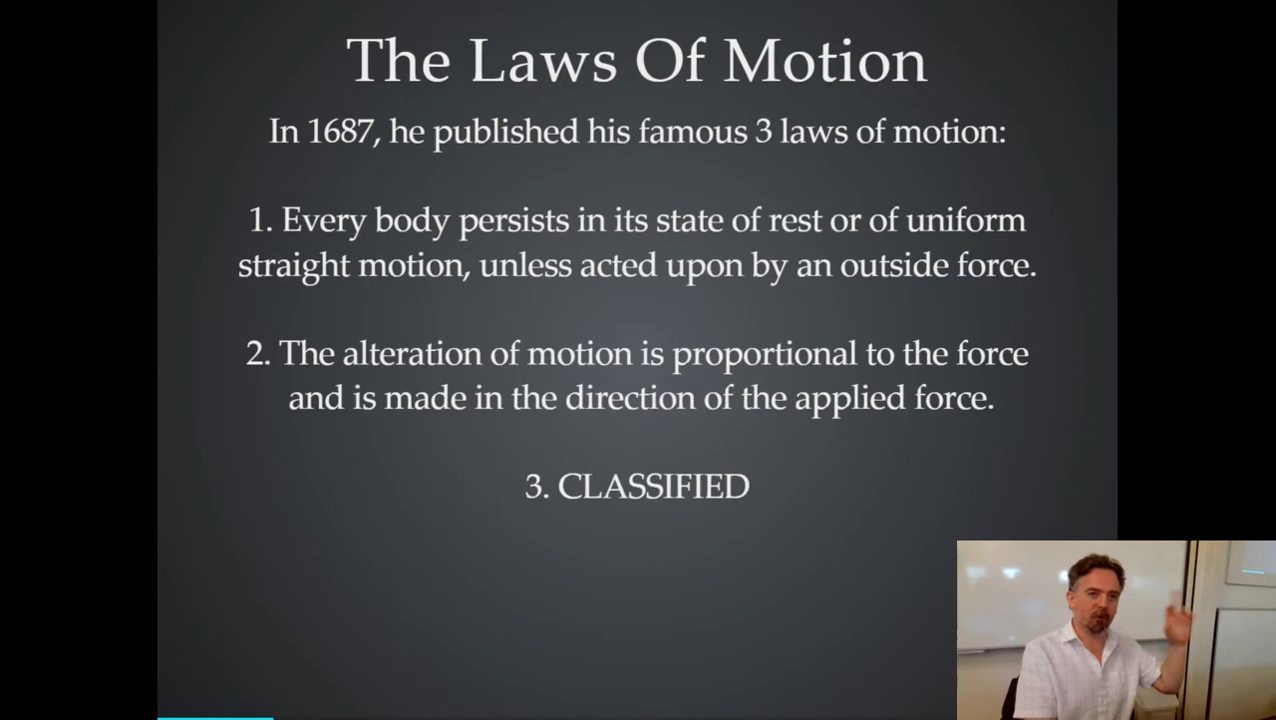 The Laws Of Motion
In 1687, he published his famous 3 laws of motion:
1. Every body persists in its state of rest or of uniform
straight motion, unless acted upon by an outside force.
2. The alteration of motion is proportional to the force
and is made in the direction of the applied force.
3. CLASSIFIED